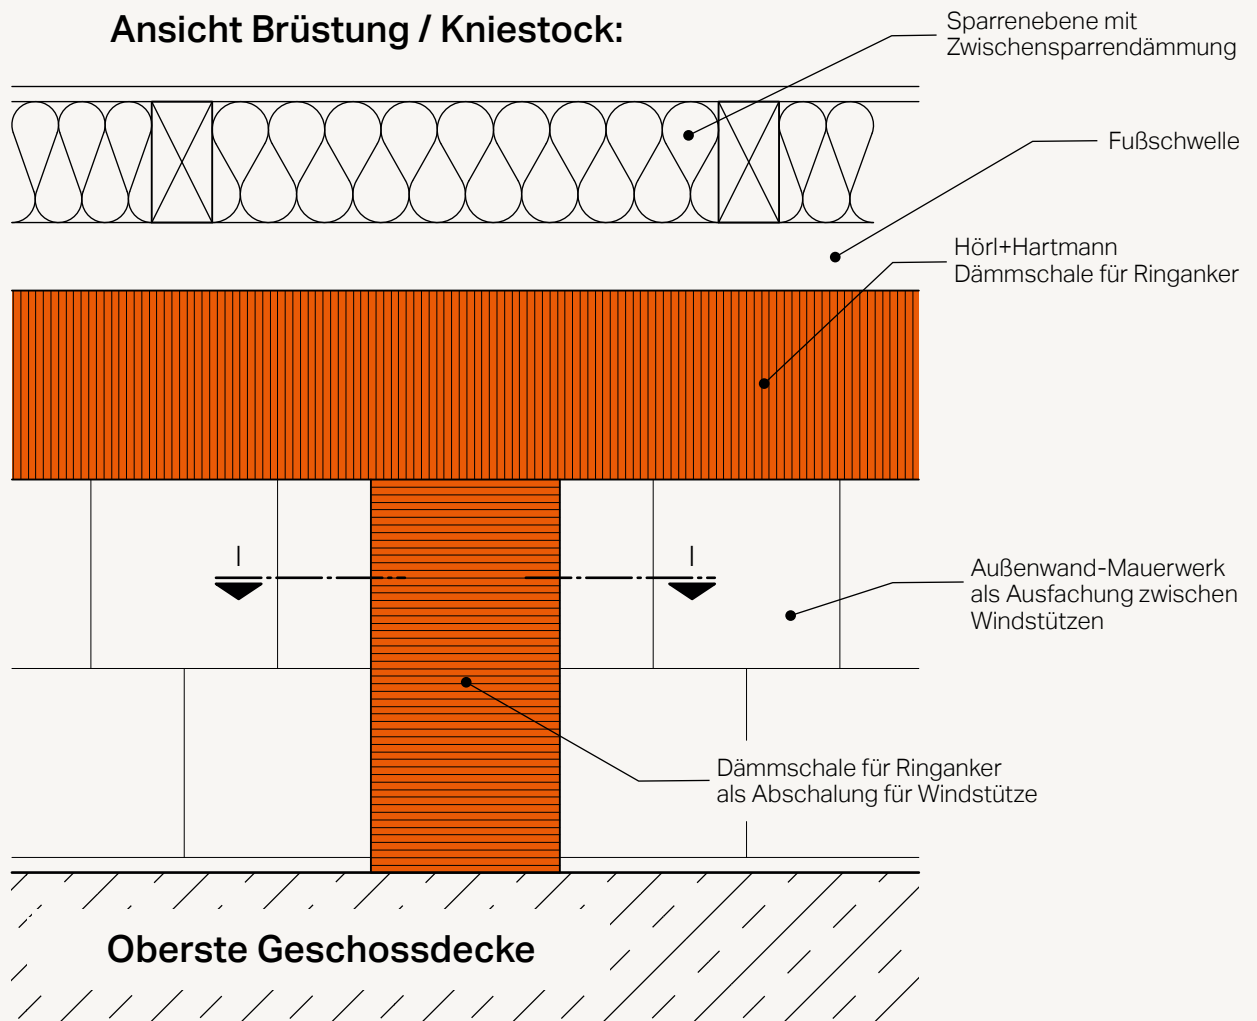 Ansicht Brüstung / Kniestock:
Sparrenebene mit
Zwischensparrendämmung
Fußschwelle
Hörl+Hartmann
Dämmschale für Ringanker
I
I
Außenwand-Mauerwerk
als Ausfachung zwischen
Windstützen
Dämmschale für Ringanker
als Abschalung für Windstütze
Oberste Geschossdecke